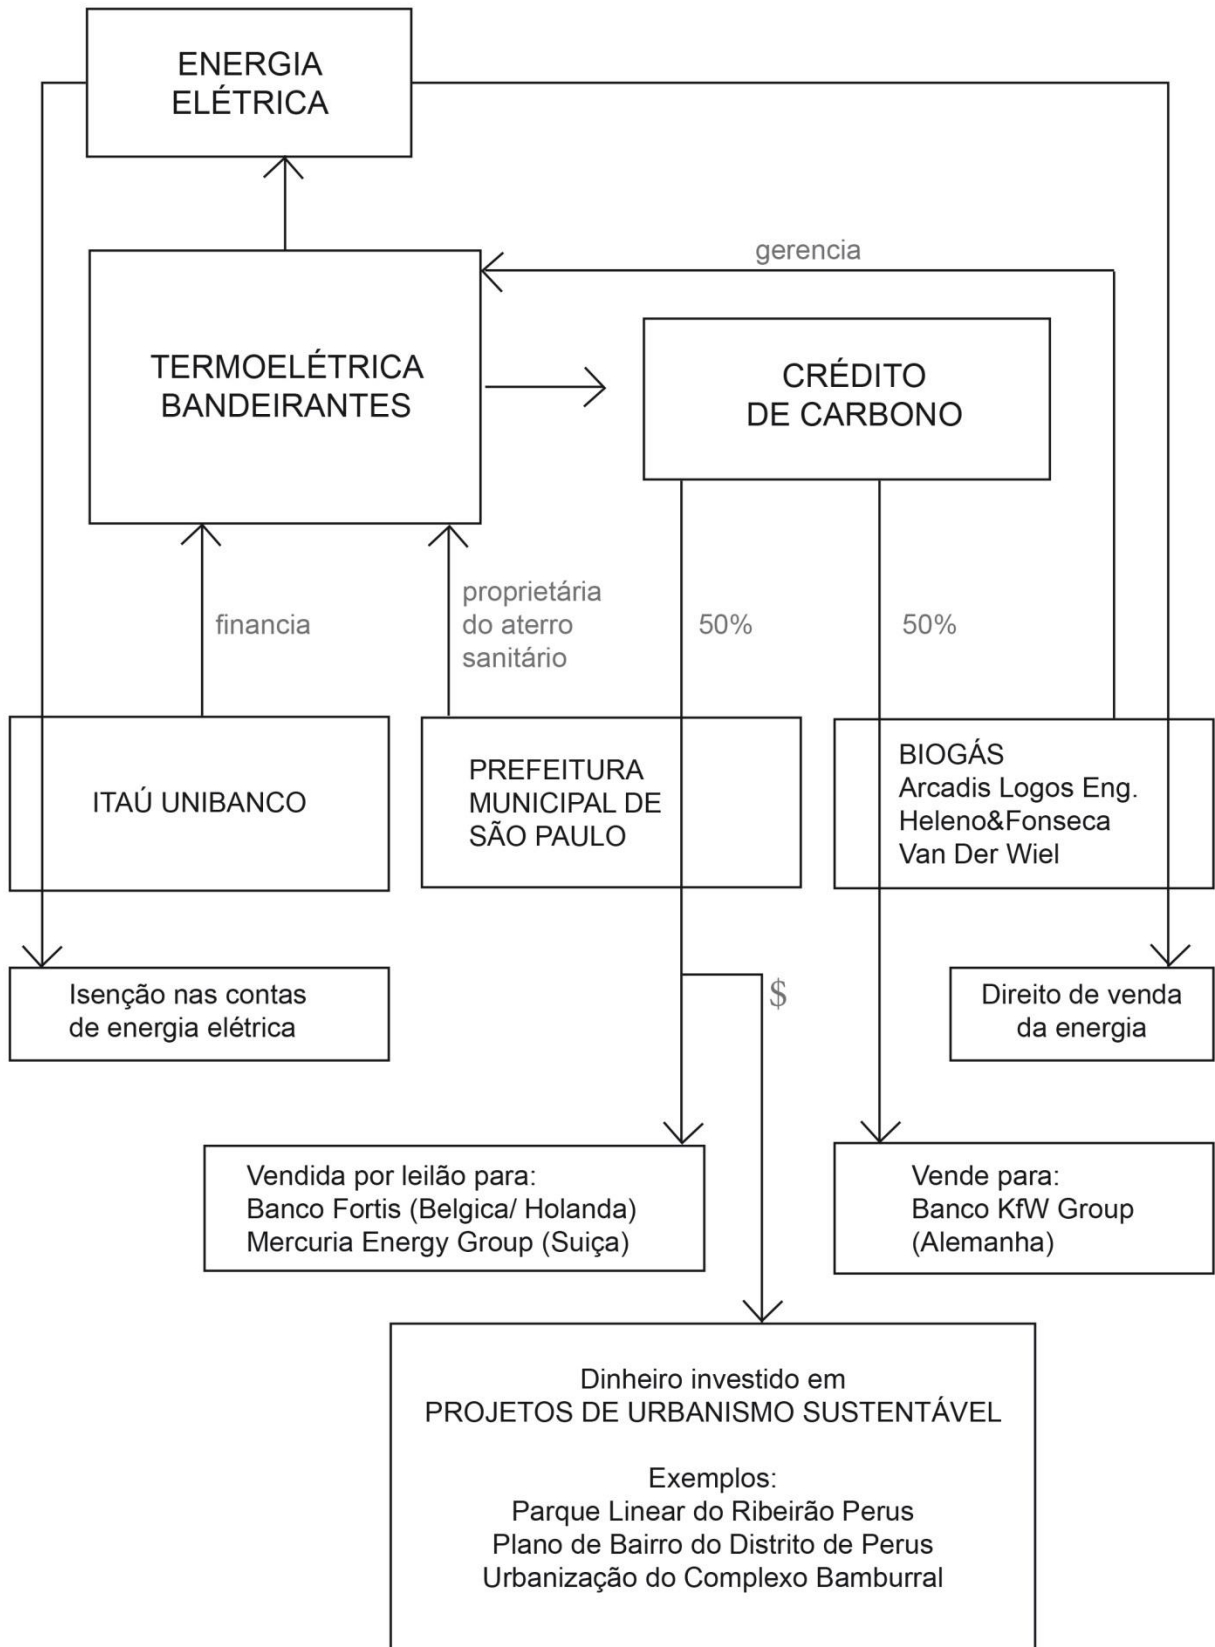 ENERGIA
ELÉTRICA
gerencia
TERMOELÉTRICA
BANDEIRANTES
CRÉDITO
DE CARBONO
financia
proprietária
do aterro
sanitário
50%
50%
ITAÚ UNIBANCO
PREFEITURA
MUNICIPAL DE
SÃO PAULO
BIOGÁS
Arcadis Logos Eng.
Heleno&Fonseca
Van Der Wiel
Isenção nas contas
de energia elétrica
$
Direito de venda
da energia
Vendida por leilão para:
Banco Fortis (Belgica/ Holanda)
Mercuria Energy Group (Suiça)
Vende para:
Banco KfW Group
(Alemanha)
Dinheiro investido em
PROJETOS DE URBANISMO SUSTENTÁVEL
Exemplos:
Parque Linear do Ribeirão Perus
Plano de Bairro do Distrito de Perus
Urbanização do Complexo Bamburral